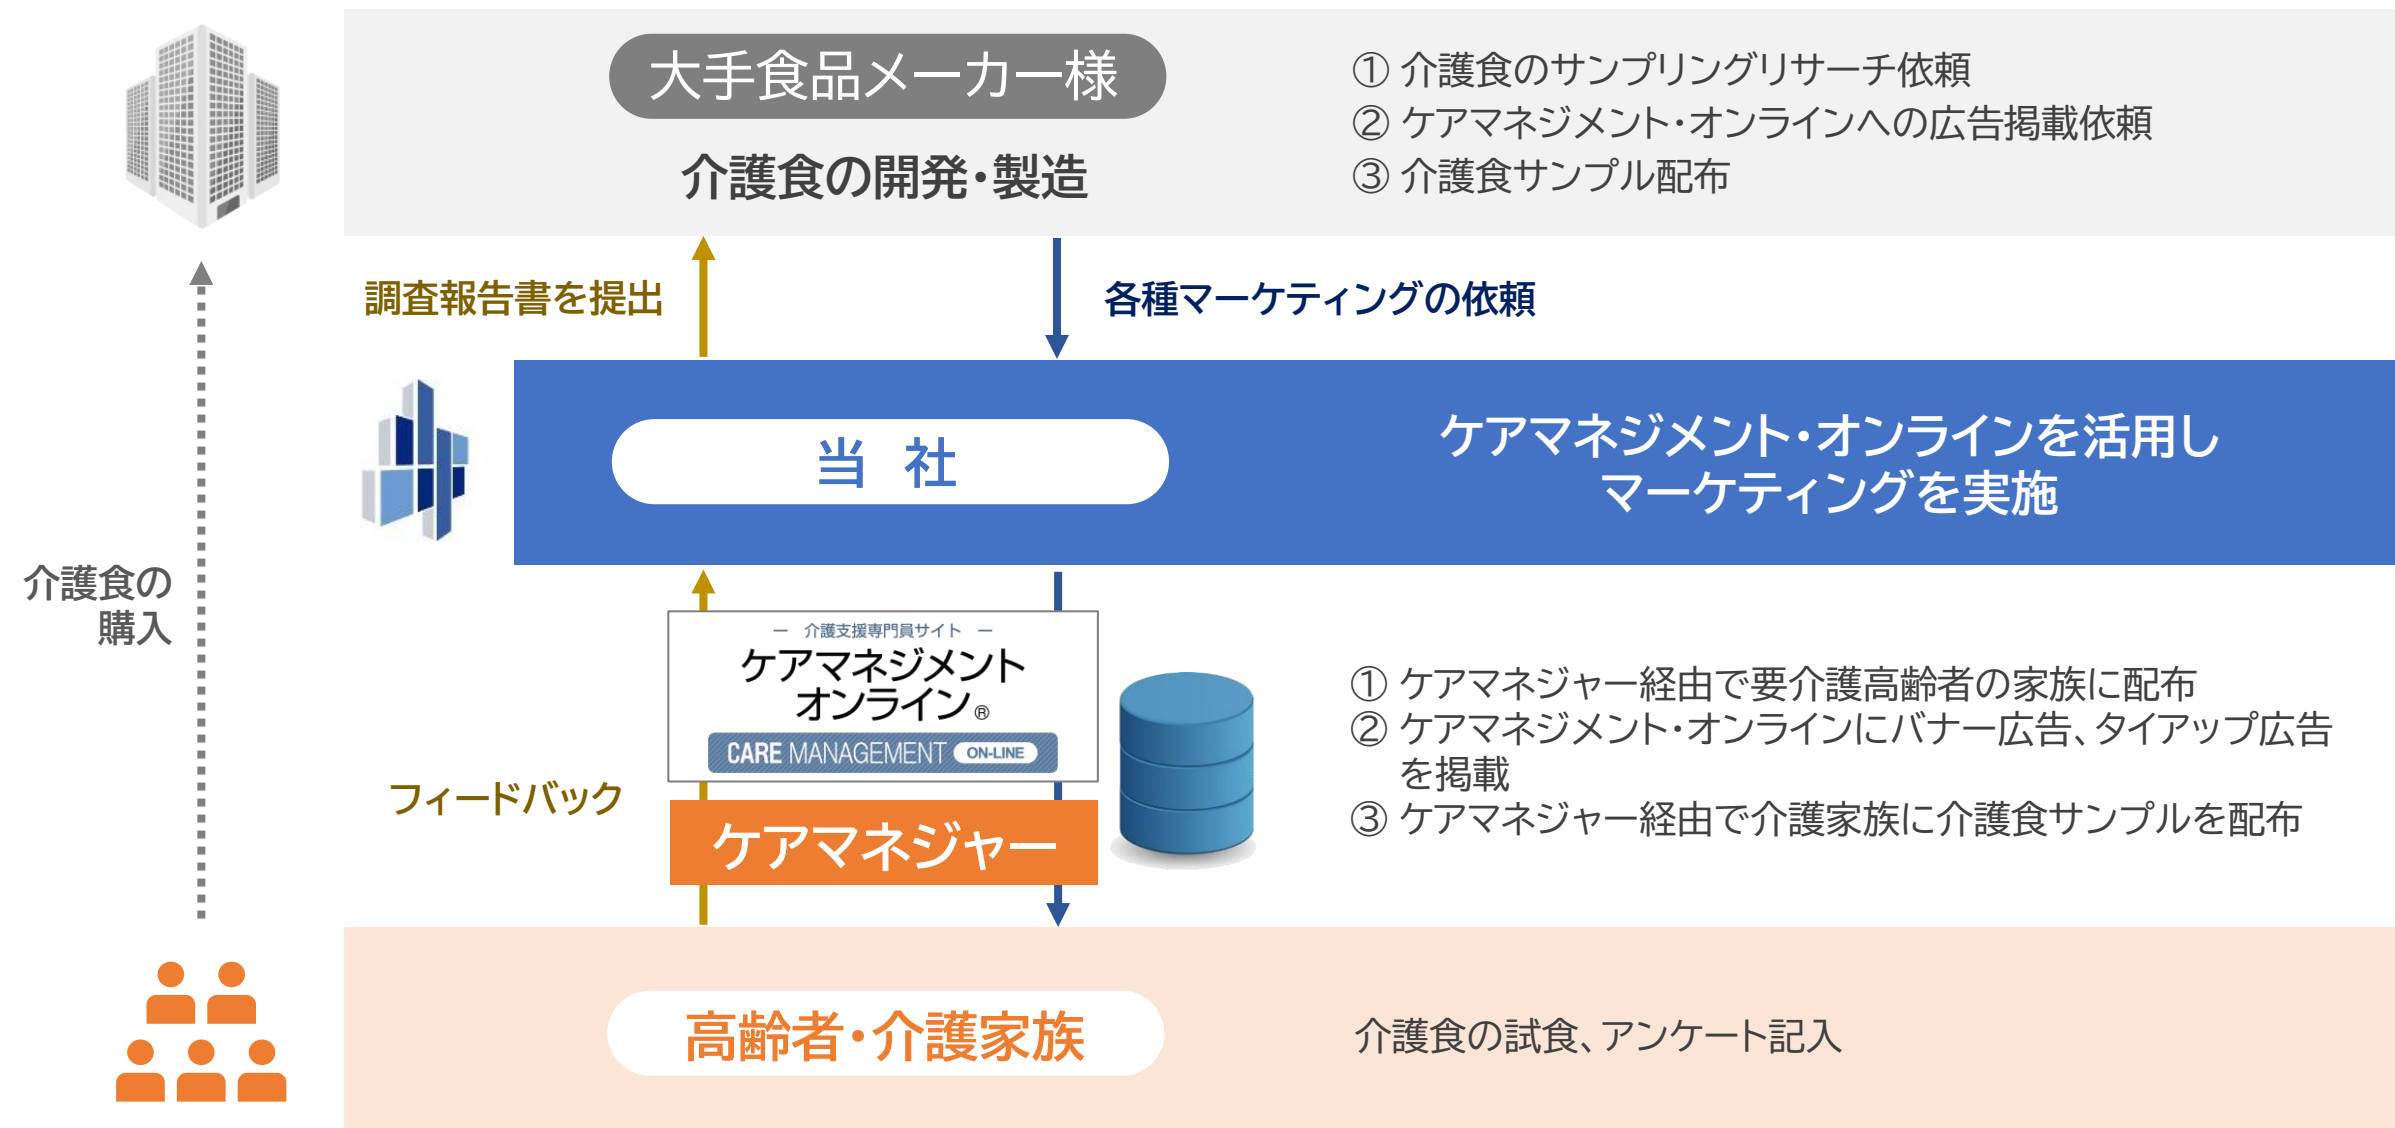 大手食品メーカー様
介護食の開発・製造
① 介護食のサンプリングリサーチ依頼
② ケアマネジメント・オンラインへの広告掲載依頼
③ 介護食サンプル配布
調査報告書を提出
各種マーケティングの依頼
当 社
ケアマネジメント・オンラインを活用し
マーケティングを実施
介護食の
購入
― 介護支援専門員サイト ―
ケアマネジメント
オンライン®
CARE MANAGEMENT ON-LINE
フィードバック
ケアマネジャー
① ケアマネジャー経由で要介護高齢者の家族に配布
② ケアマネジメント・オンラインにバナー広告、タイアップ広告
を掲載
③ ケアマネジャー経由で介護家族に介護食サンプルを配布
高齢者・介護家族
介護食の試食、アンケート記入